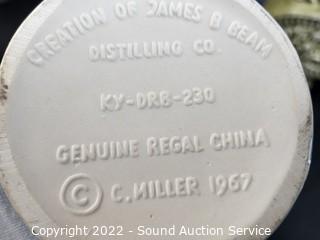 CREATION OF JAMES B BEAM
DISTILLING CO.
KY-DRB-230
GENUINE REGAL CHINA
© C. MILLER 1967
Copyright 2022 - Sound Auction Service